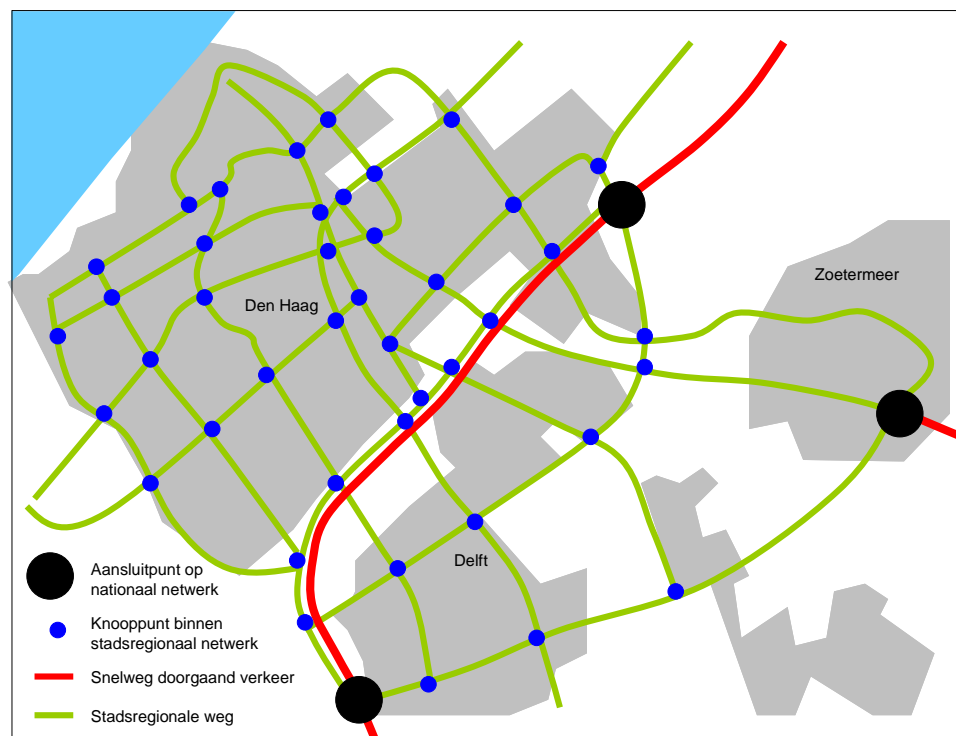 Zoetermeer
Den Haag
Delft
Aansluitpunt op
nationaal netwerk
Knooppunt binnen
stadsregionaal netwerk
Snelweg doorgaand verkeer
Stadsregionale weg